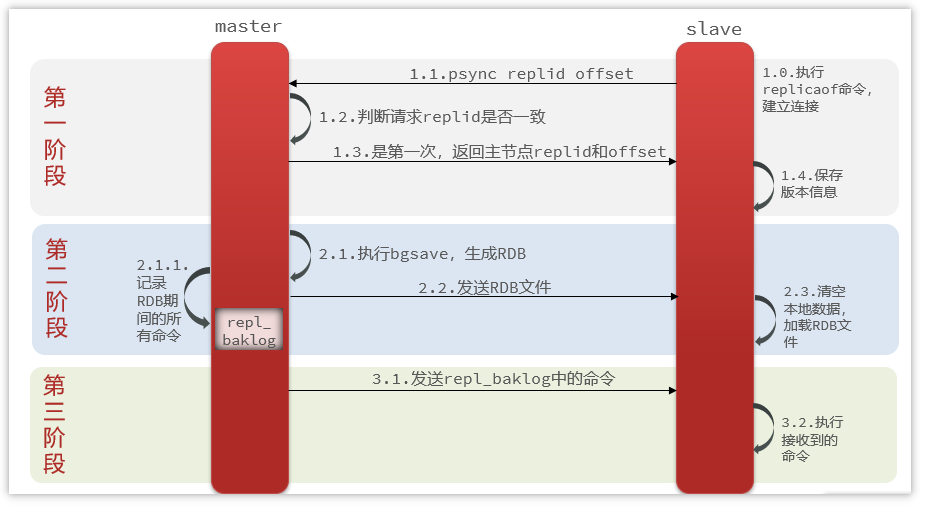 master
slave
第
一
阶
段
1.0.执行
replicaof命令,
建立连接
1.1.psync replid offset
1.2.判断请求replid是否一致
1.3.是第一次，返回主节点replid和offset
1.4.保存
版本信息
第
二
阶
段
2.1.执行bgsave，生成RDB
2.1.1.
记录
RDB期
间的所
有命令
repl_
baklog
2.2.发送RDB文件
2.3.清空
本地数据，
加载RDB文
件
第
三
阶
段
3.1.发送repl_baklog中的命令
3.2.执行
接收到的
命令